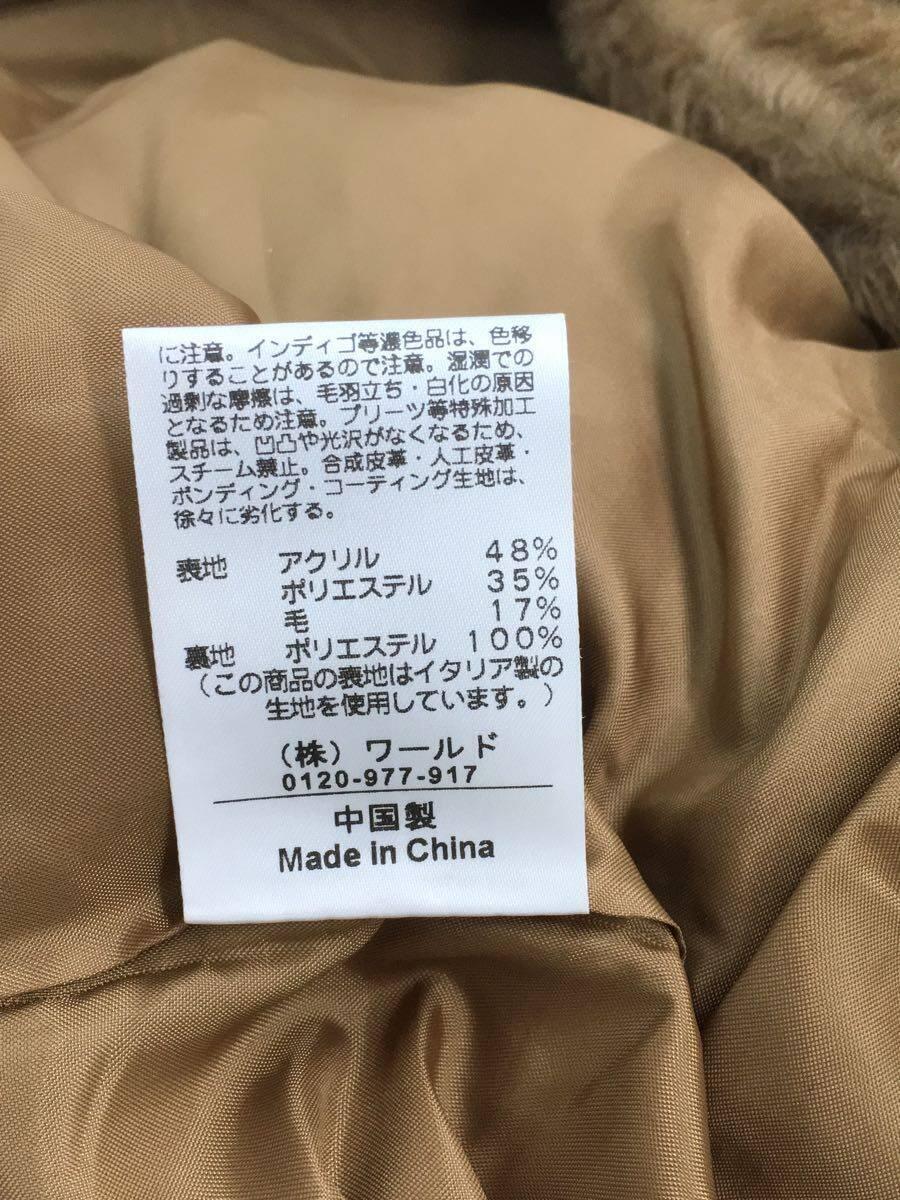 に注意。インディゴ等濃色品は、色移
りすることがあるので注意。湿潤での
過剰な摩擦は、毛羽立ち・白化の原因
となるため注意。プリーツ等特殊加工
製品は、凹凸や光沢がなくなるため、
スチーム禁止。合成皮革・人工皮革・
ボンディング・コーティング生地は、
徐々に劣化する。
表地 アクリル 48%
ポリエステル 35%
毛 17%
裏地 ポリエステル 100%
（この商品の表地はイタリア製の
生地を使用しています。）
（株）ワールド
0120-977-917
中国製
Made in China